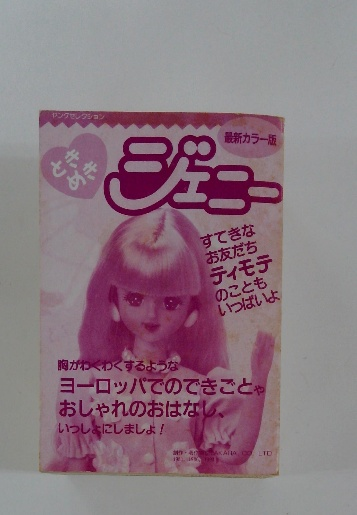 ヤングセレクション
最新カラー版
ときめき
ジェニー
すてきな
お友だち
ティモテ
のことも
いっぱいよ
胸がわくわくするような
ヨーロッパでのできごとや
おしゃれのおはなし、
いっしょにしましょ!
CO., LTD